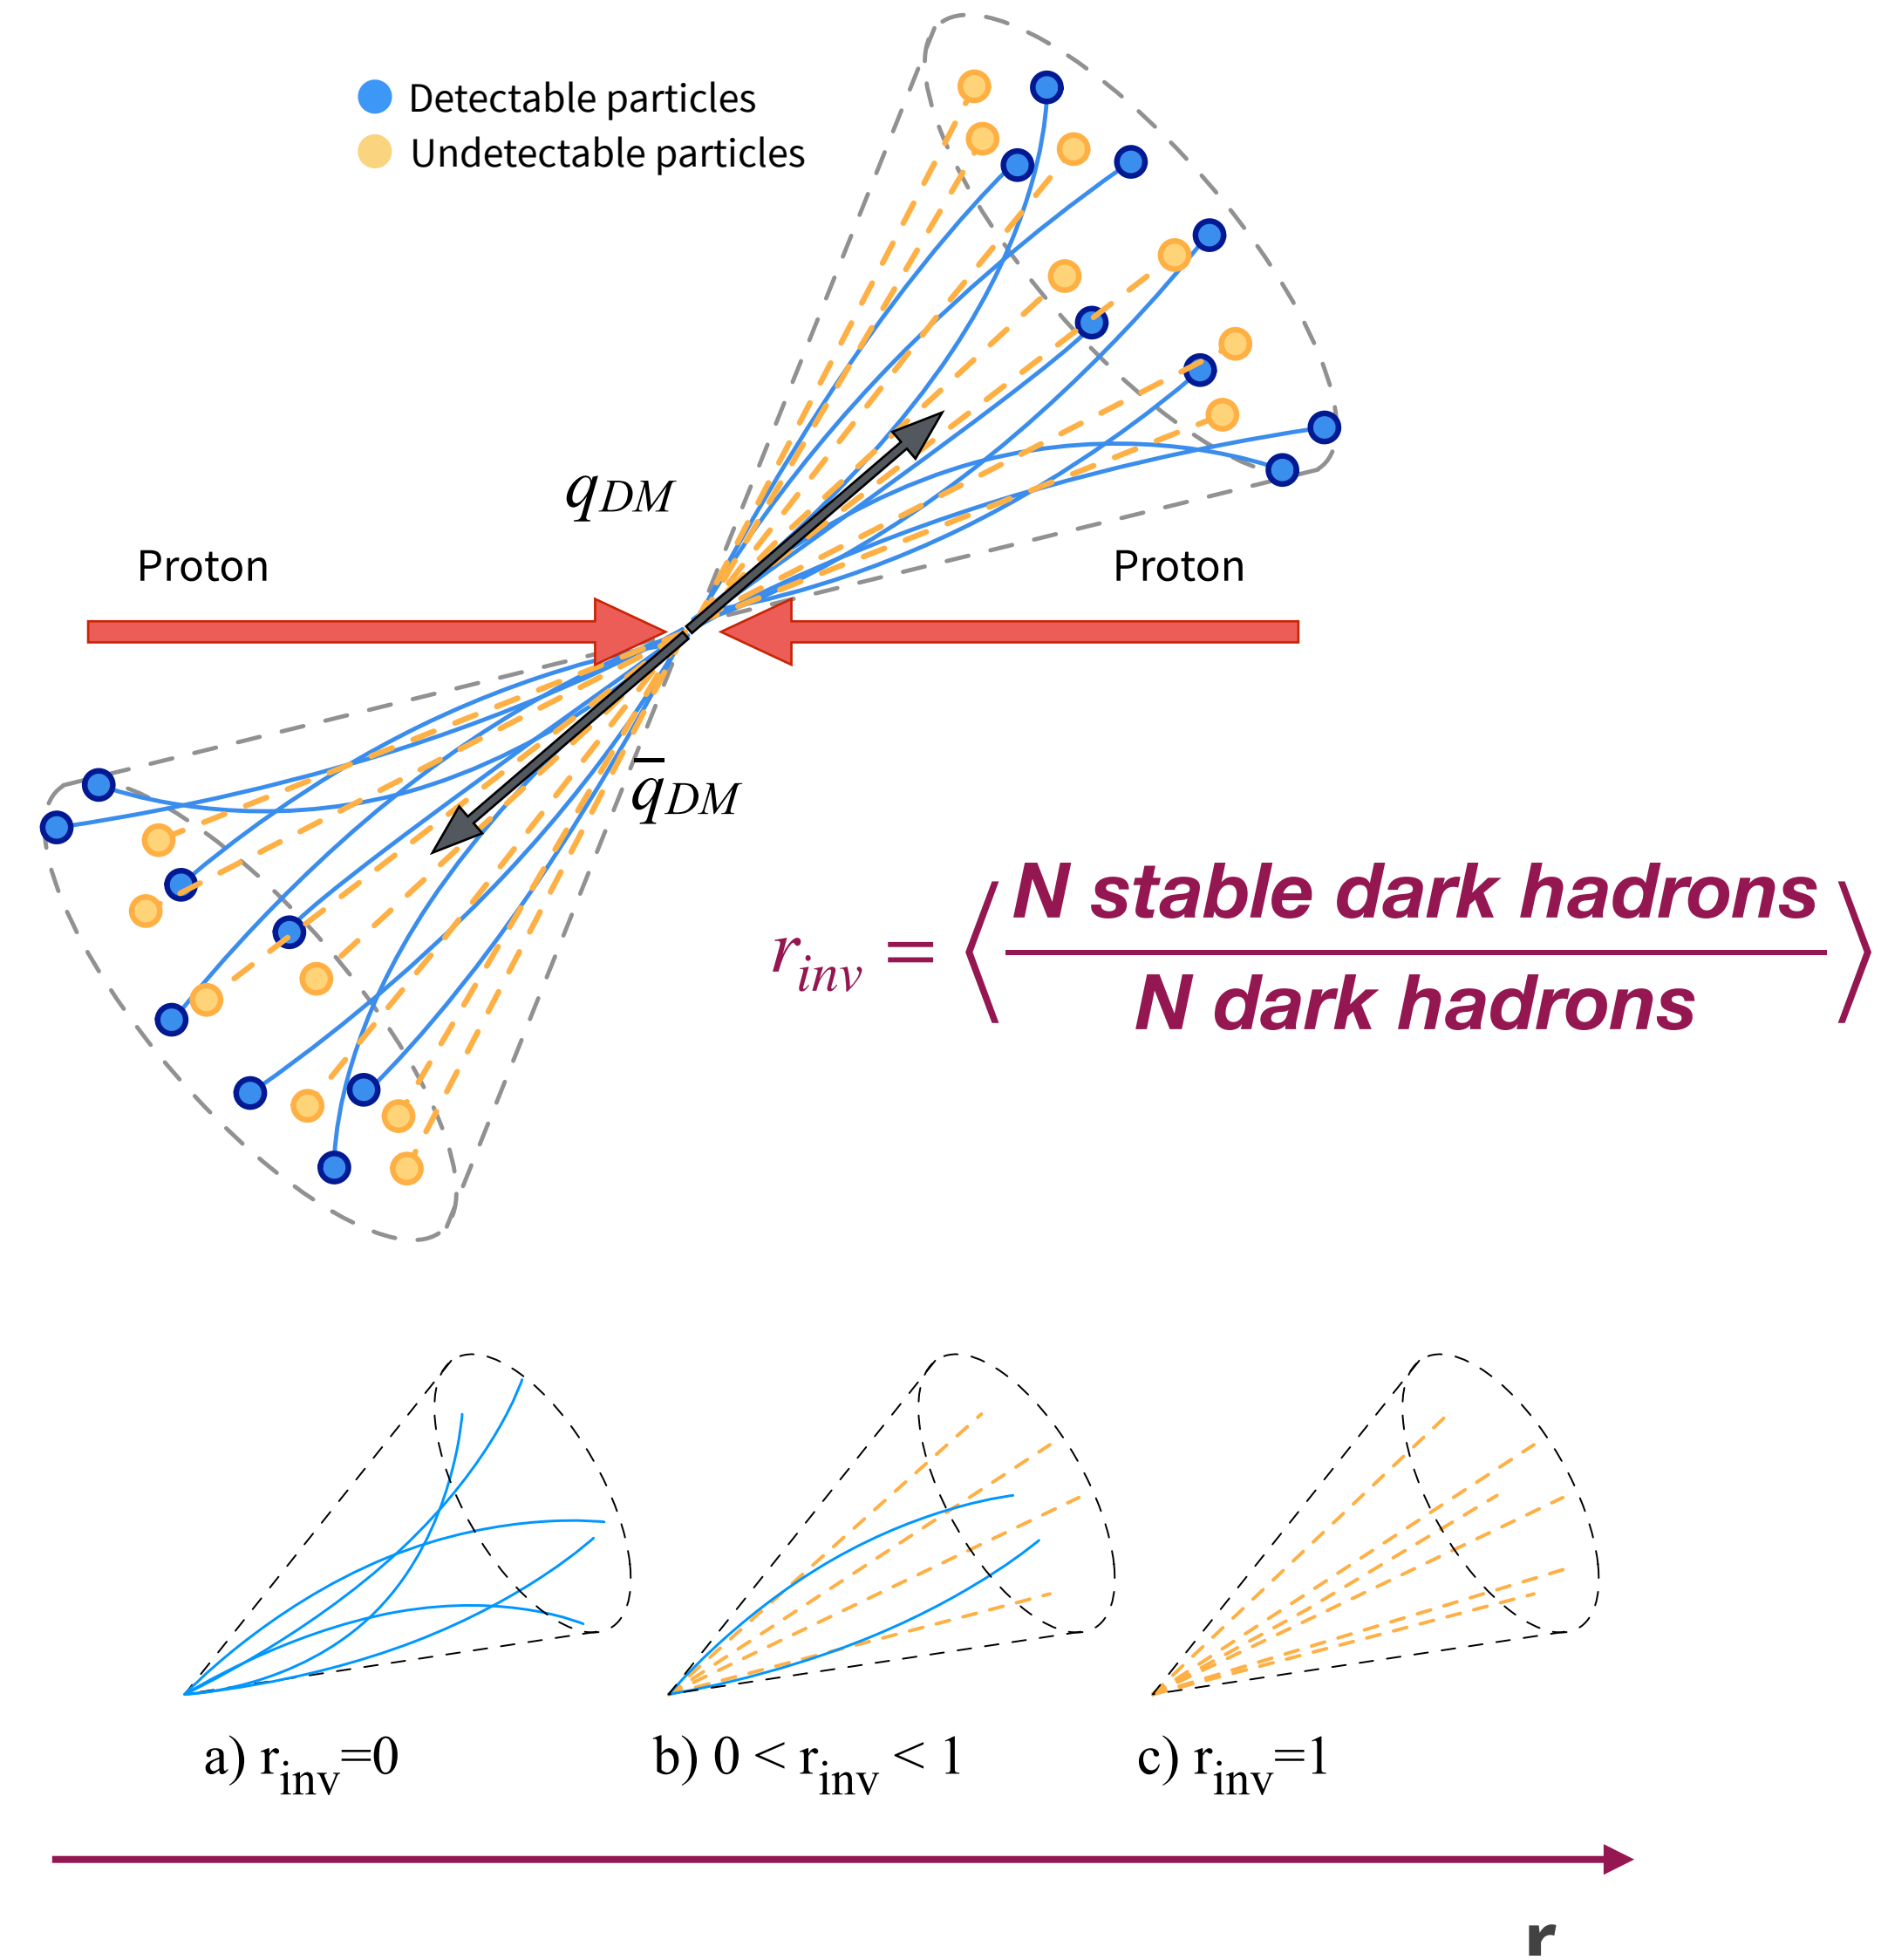 Detectable particles
Undetectable particles
q_DM
Proton
Proton
q̅_DM
r_inv = ⟨ N stable dark hadrons / N dark hadrons ⟩
a) r_inv=0
b) 0 < r_inv < 1
c) r_inv=1
r